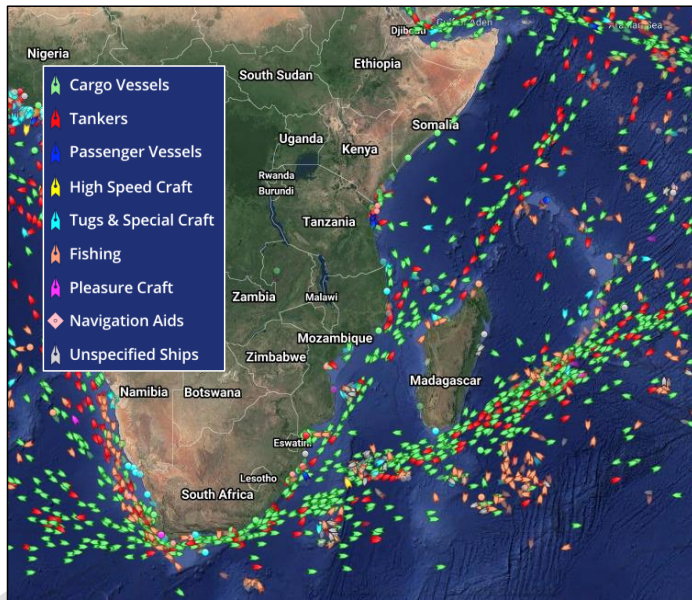 Gulf of Aden
Arabian Sea
Djibouti
Nigeria
Ethiopia
South Sudan
Cargo Vessels
Tankers
Somalia
Uganda
Kenya
Passenger Vessels
Rwanda
High Speed Craft
Burundi
Tugs & Special Craft
Tanzania
Fishing
Pleasure Craft
Zambia
Malawi
Navigation Aids
Mozambique
Unspecified Ships
Zimbabwe
Madagascar
Namibia
Botswana
Eswatini
Lesotho
South Africa